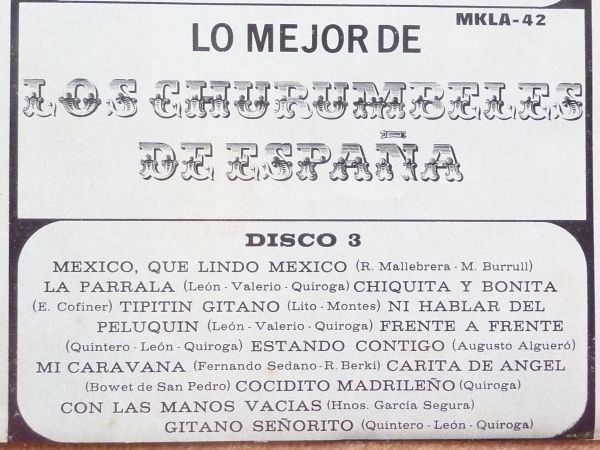 MKLA-42
LO MEJOR DE
LOS CHURUMBELES
DE ESPAÑA
DISCO 3
MEXICO, QUE LINDO MEXICO (R. Mallebrera - M. Burrull)
LA PARRALA (León - Valerio - Quiroga) CHIQUITA Y BONITA
(E. Cofiner) TIPITIN GITANO (Lito - Montes) NI HABLAR DEL
PELUQUIN (León - Valerio - Quiroga) FRENTE A FRENTE
(Quintero - León - Quiroga) ESTANDO CONTIGO (Augusto Algueró)
MI CARAVANA (Fernando Sedano - R. Berki) CARITA DE ANGEL
(Bowet de San Pedro) COCIDITO MADRILEÑO (Quiroga)
CON LAS MANOS VACIAS (Hnos. García Segura)
GITANO SEÑORITO (Quintero - León - Quiroga)